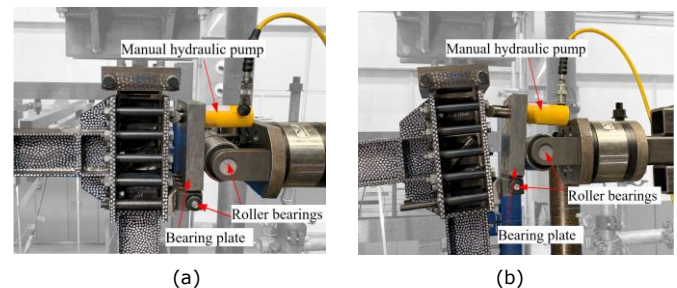 Manual hydraulic pump
Roller bearings
Bearing plate
(a)
Manual hydraulic pump
Roller bearings
Bearing plate
(b)